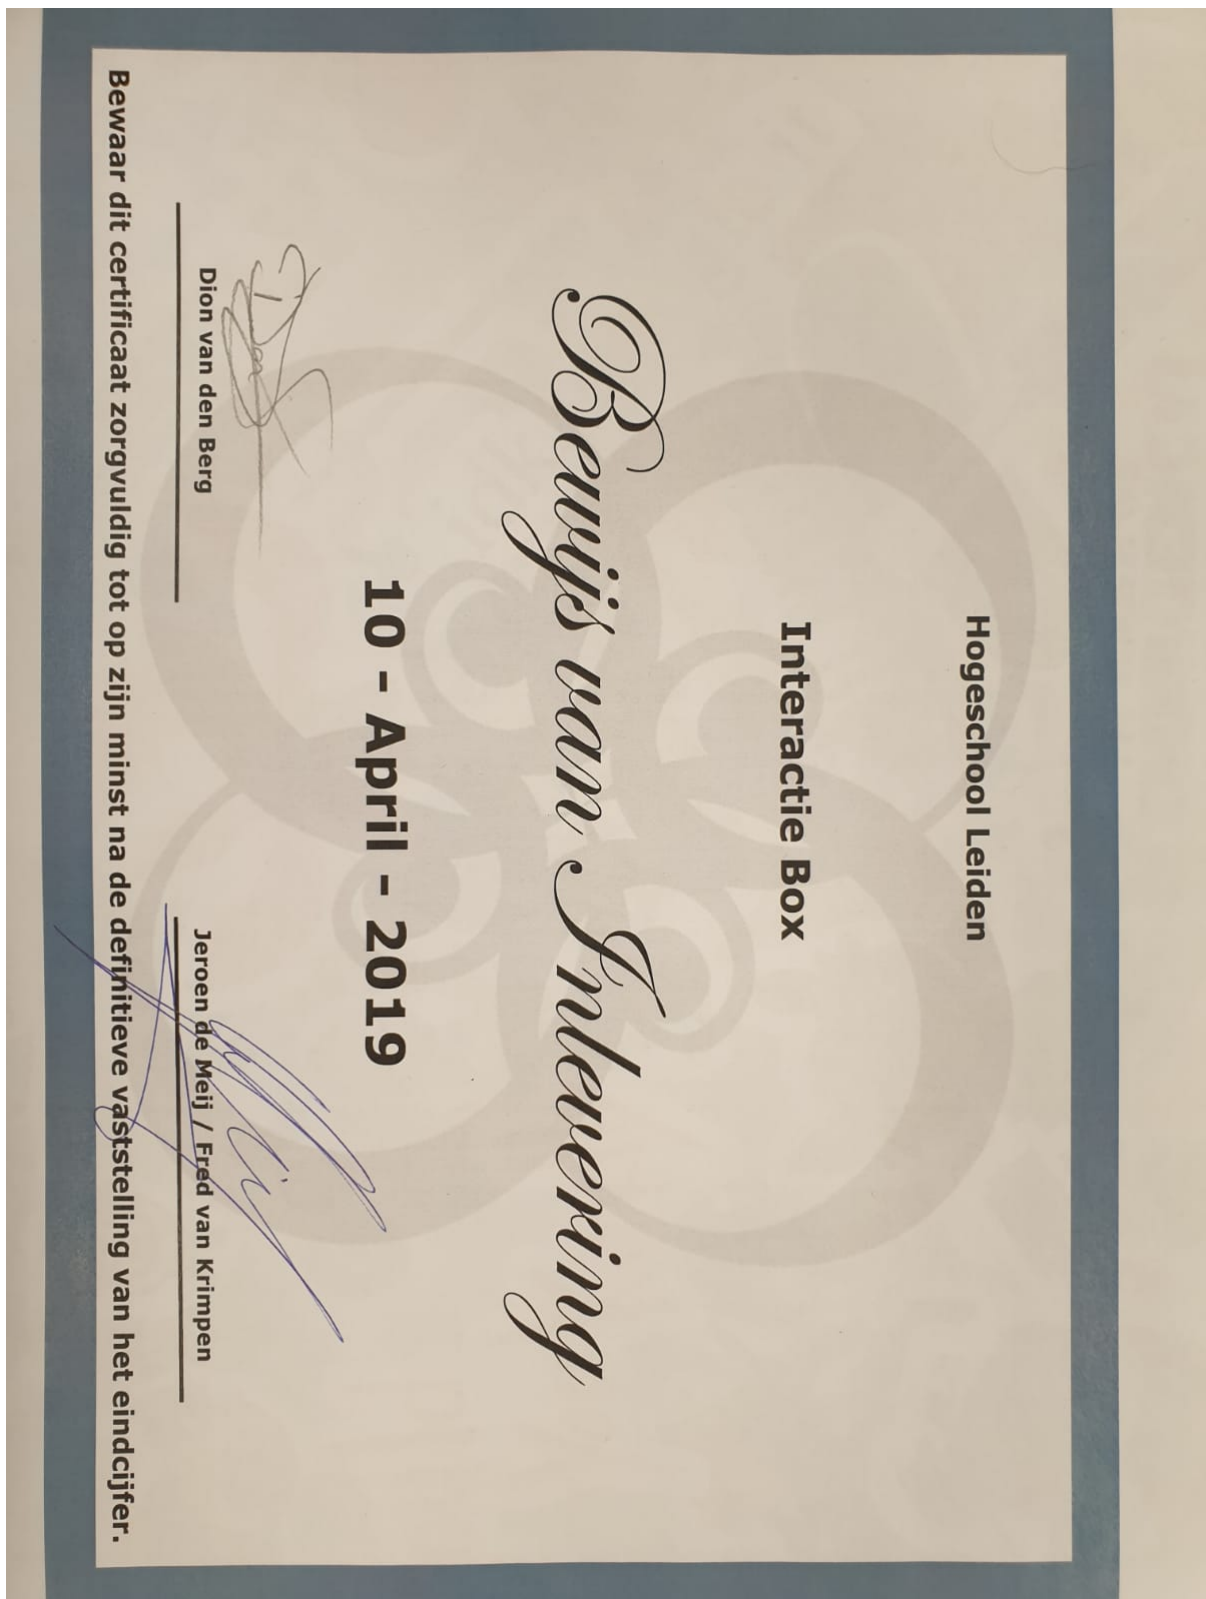 Hogeschool Leiden
Interactie Box
Bewijs van Inlevering
10 - April - 2019
Dion van den Berg
Jeroen de Meij / Fred van Krimpen
Bewaar dit certificaat zorgvuldig tot op zijn minst na de definitieve vaststelling van het eindcijfer.